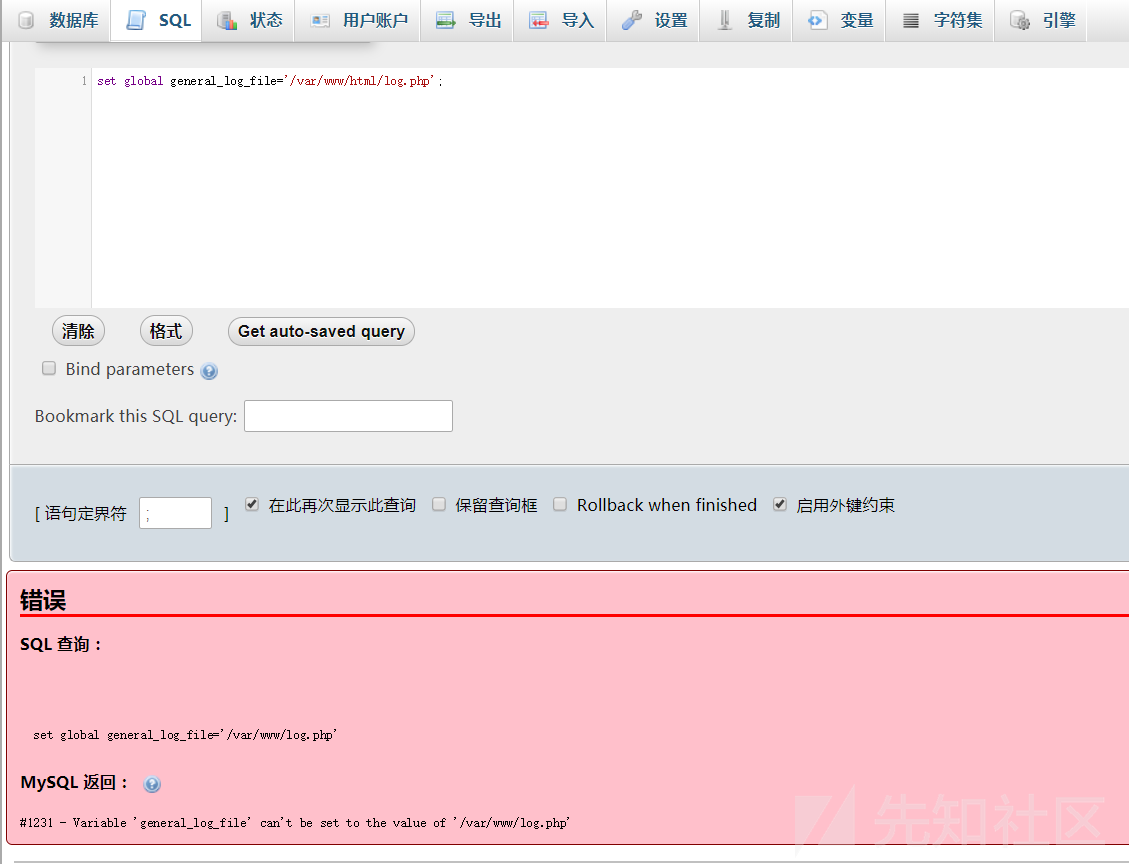 数据库 SQL 状态 用户账户 导出 导入 设置 复制 变量 字符集 引擎
1 set global general_log_file='/var/www/html/log.php';
清除 格式 Get auto-saved query
Bind parameters
Bookmark this SQL query:
[ 语句定界符 ; ] 在此再次显示此查询 保留查询框 Rollback when finished 启用外键约束
错误
SQL 查询：
set global general_log_file='/var/www/log.php'
MySQL 返回：
#1231 - Variable 'general_log_file' can't be set to the value of '/var/www/log.php'
先知社区